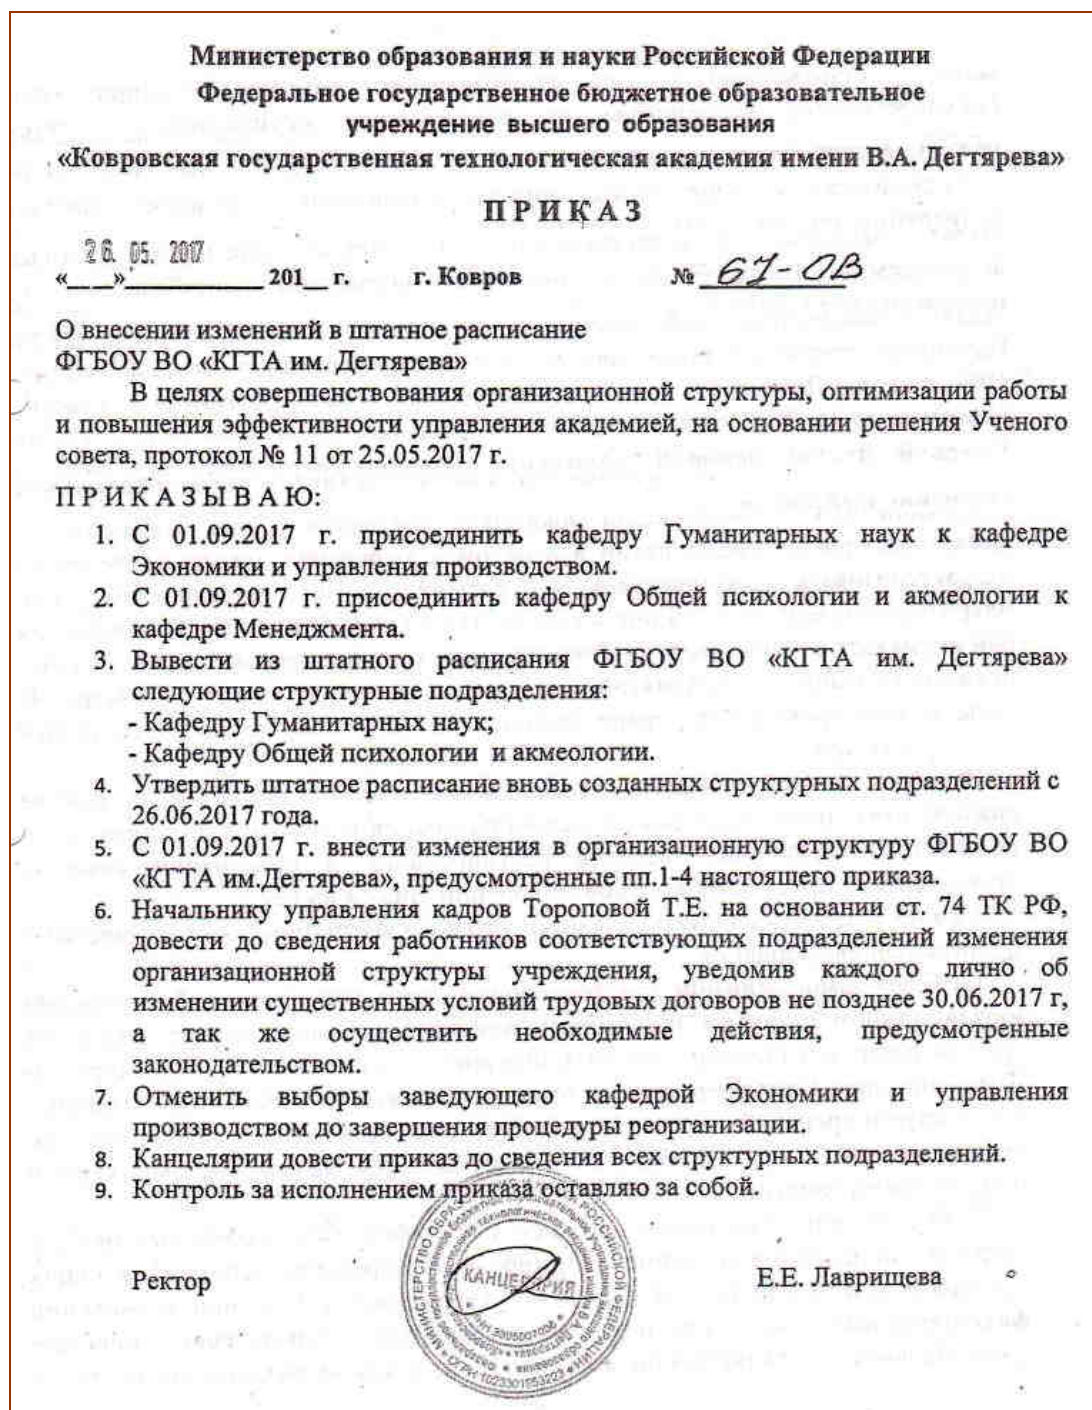 Министерство образования и науки Российской Федерации
Федеральное государственное бюджетное образовательное
учреждение высшего образования
«Ковровская государственная технологическая академия имени В.А. Дегтярева»
П Р И К А З
26. 05. 2017
«___»____________ 201__ г. г. Ковров № 67-ОВ
О внесении изменений в штатное расписание
ФГБОУ ВО «КГТА им. Дегтярева»
В целях совершенствования организационной структуры, оптимизации работы
и повышения эффективности управления академией, на основании решения Ученого
совета, протокол № 11 от 25.05.2017 г.
П Р И К А З Ы В А Ю:
1. С 01.09.2017 г. присоединить кафедру Гуманитарных наук к кафедре
Экономики и управления производством.
2. С 01.09.2017 г. присоединить кафедру Общей психологии и акмеологии к
кафедре Менеджмента.
3. Вывести из штатного расписания ФГБОУ ВО «КГТА им. Дегтярева»
следующие структурные подразделения:
- Кафедру Гуманитарных наук;
- Кафедру Общей психологии и акмеологии.
4. Утвердить штатное расписание вновь созданных структурных подразделений с
26.06.2017 года.
5. С 01.09.2017 г. внести изменения в организационную структуру ФГБОУ ВО
«КГТА им.Дегтярева», предусмотренные пп.1-4 настоящего приказа.
6. Начальнику управления кадров Тороповой Т.Е. на основании ст. 74 ТК РФ,
довести до сведения работников соответствующих подразделений изменения
организационной структуры учреждения, уведомив каждого лично об
изменении существенных условий трудовых договоров не позднее 30.06.2017 г,
а так же осуществить необходимые действия, предусмотренные
законодательством.
7. Отменить выборы заведующего кафедрой Экономики и управления
производством до завершения процедуры реорганизации.
8. Канцелярии довести приказ до сведения всех структурных подразделений.
9. Контроль за исполнением приказа оставляю за собой.
Ректор Е.Е. Лаврищева
КАНЦЕЛЯРИЯ
МИНИСТЕРСТВО ОБРАЗОВАНИЯ И НАУКИ РОССИЙСКОЙ ФЕДЕРАЦИИ